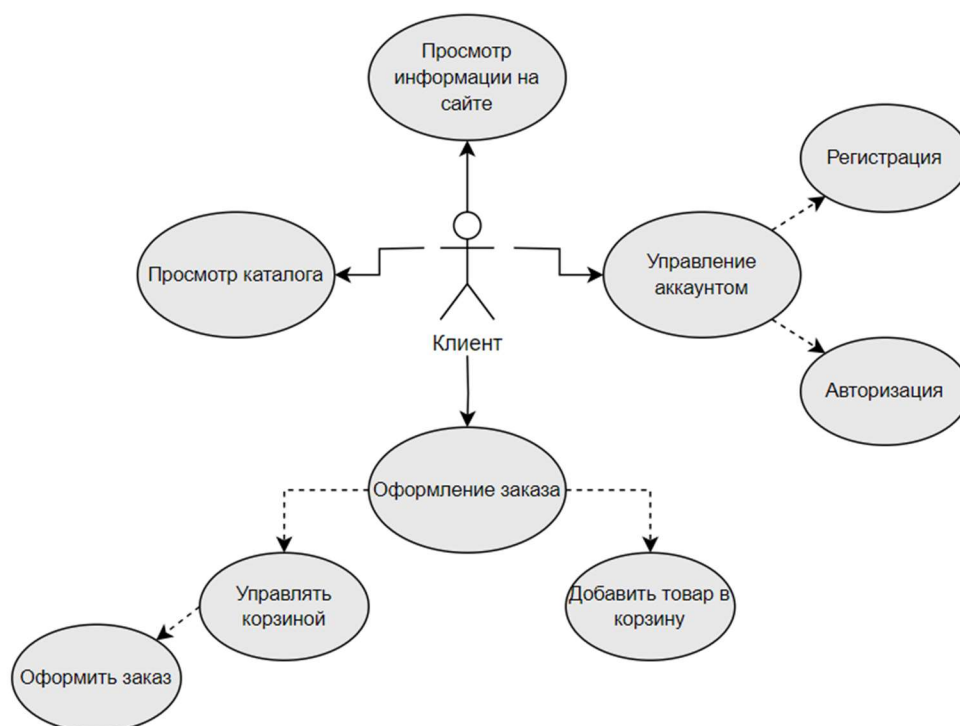 Просмотр
информации на
сайте
Регистрация
Просмотр каталога
Управление
аккаунтом
Клиент
Авторизация
Оформление заказа
Управлять
корзиной
Добавить товар в
корзину
Оформить заказ